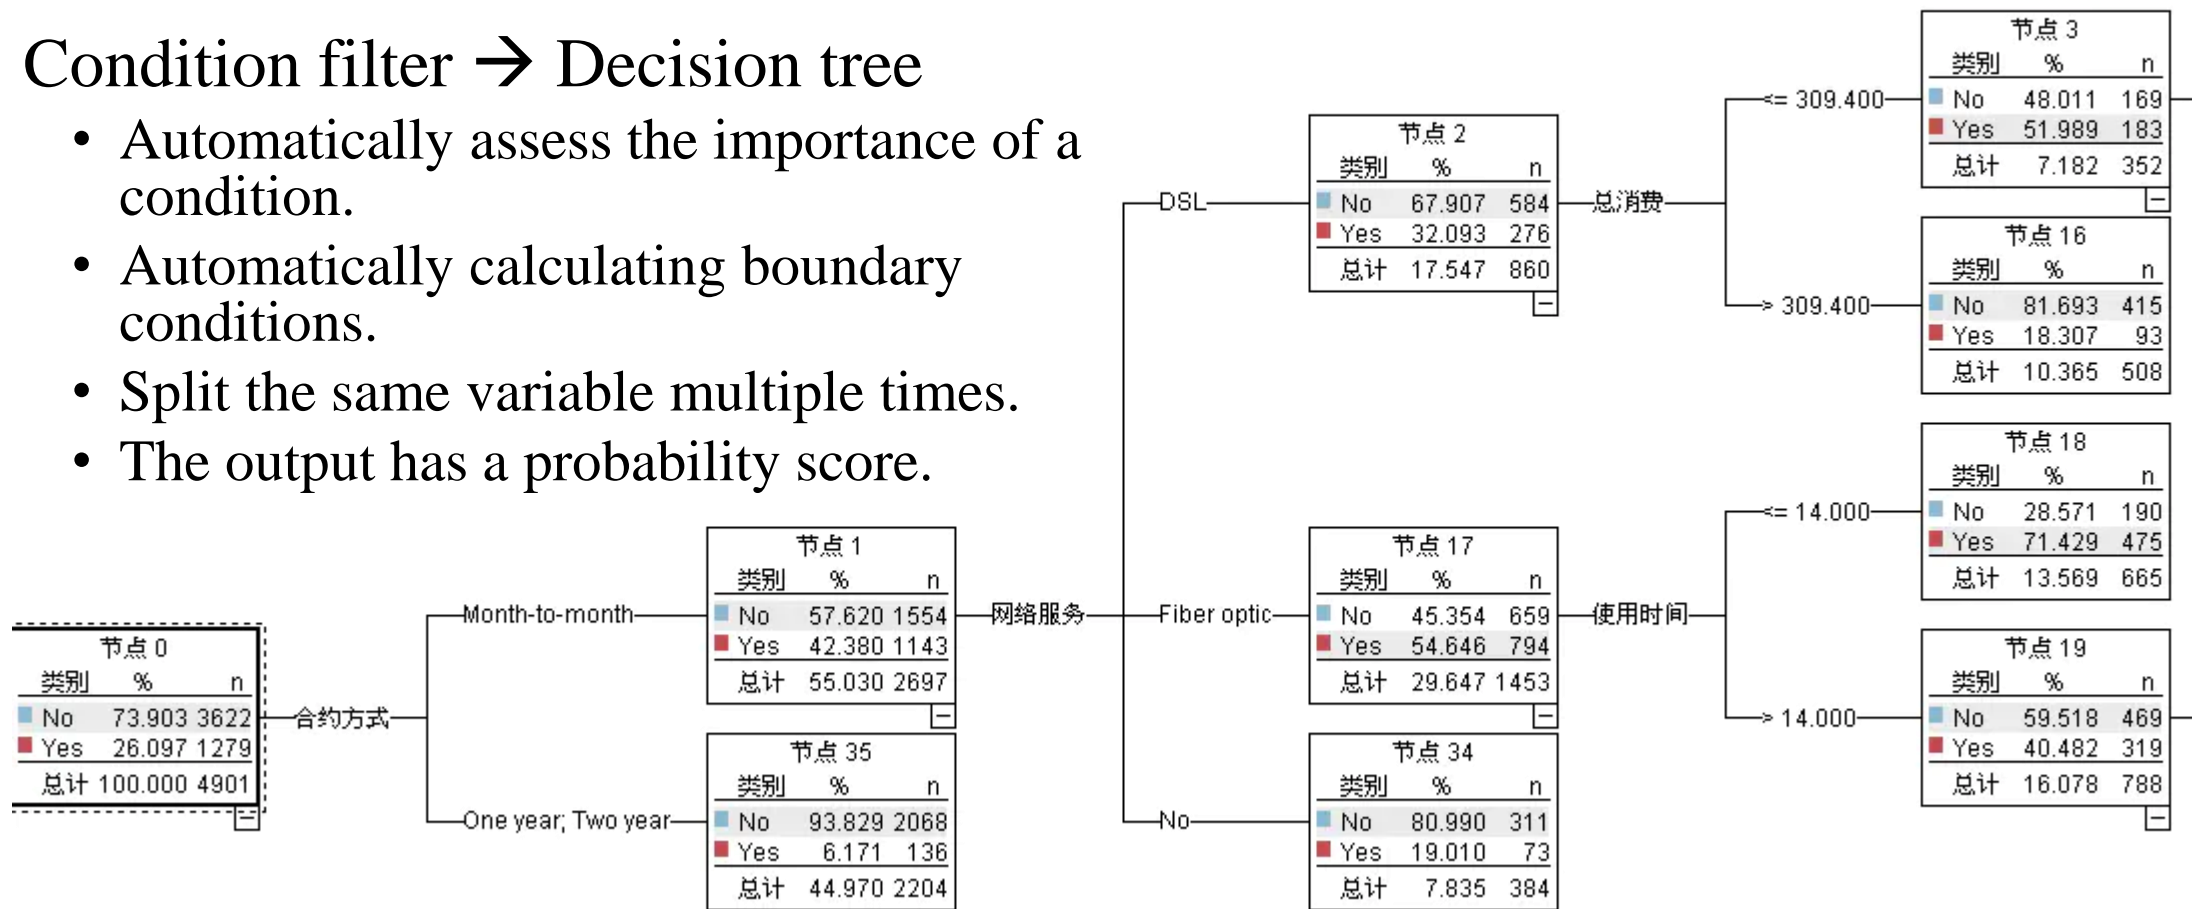 Condition filter → Decision tree
• Automatically assess the importance of a
condition.
• Automatically calculating boundary
conditions.
• Split the same variable multiple times.
• The output has a probability score.
节点 0
类别 % n
No 73.903 3622
Yes 26.097 1279
总计 100.000 4901
合约方式
Month-to-month
One year; Two year
节点 1
类别 % n
No 57.620 1554
Yes 42.380 1143
总计 55.030 2697
节点 35
类别 % n
No 93.829 2068
Yes 6.171 136
总计 44.970 2204
网络服务
DSL
Fiber optic
No
节点 2
类别 % n
No 67.907 584
Yes 32.093 276
总计 17.547 860
节点 17
类别 % n
No 45.354 659
Yes 54.646 794
总计 29.647 1453
节点 34
类别 % n
No 80.990 311
Yes 19.010 73
总计 7.835 384
总消费
<= 309.400
> 309.400
使用时间
<= 14.000
> 14.000
节点 3
类别 % n
No 48.011 169
Yes 51.989 183
总计 7.182 352
节点 16
类别 % n
No 81.693 415
Yes 18.307 93
总计 10.365 508
节点 18
类别 % n
No 28.571 190
Yes 71.429 475
总计 13.569 665
节点 19
类别 % n
No 59.518 469
Yes 40.482 319
总计 16.078 788